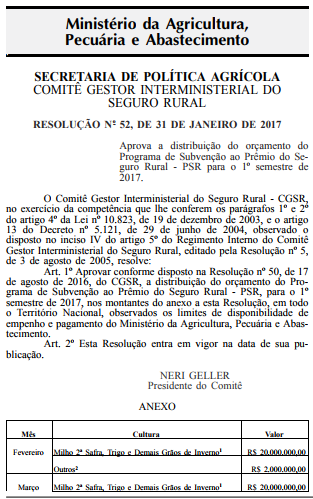 Ministério da Agricultura,
Pecuária e Abastecimento
SECRETARIA DE POLÍTICA AGRÍCOLA
COMITÊ GESTOR INTERMINISTERIAL DO
SEGURO RURAL
RESOLUÇÃO Nº 52, DE 31 DE JANEIRO DE 2017
Aprova a distribuição do orçamento do
Programa de Subvenção ao Prêmio do Se-
guro Rural - PSR para o 1º semestre de
2017.
O Comitê Gestor Interministerial do Seguro Rural - CGSR,
no exercício da competência que lhe conferem os parágrafos 1º e 2º
do artigo 4º da Lei nº 10.823, de 19 de dezembro de 2003, e o artigo
13 do Decreto nº 5.121, de 29 de junho de 2004, observado o
disposto no inciso IV do artigo 5º do Regimento Interno do Comitê
Gestor Interministerial do Seguro Rural, editado pela Resolução nº 5,
de 3 de agosto de 2005, resolve:
Art. 1º Aprovar conforme disposto na Resolução nº 50, de 17
de agosto de 2016, do CGSR, a distribuição do orçamento do Pro-
grama de Subvenção ao Prêmio do Seguro Rural - PSR, para o 1º
semestre de 2017, nos montantes do anexo a esta Resolução, em todo
o Território Nacional, observados os limites de disponibilidade de
empenho e pagamento do Ministério da Agricultura, Pecuária e Abas-
tecimento.
Art. 2º Esta Resolução entra em vigor na data de sua pu-
blicação.
NERI GELLER
Presidente do Comitê
ANEXO
Mês Cultura Valor
Fevereiro Milho 2ª Safra, Trigo e Demais Grãos de Inverno¹ R$ 20.000.000,00
Outros² R$ 2.000.000,00
Março Milho 2ª Safra, Trigo e Demais Grãos de Inverno¹ R$ 20.000.000,00